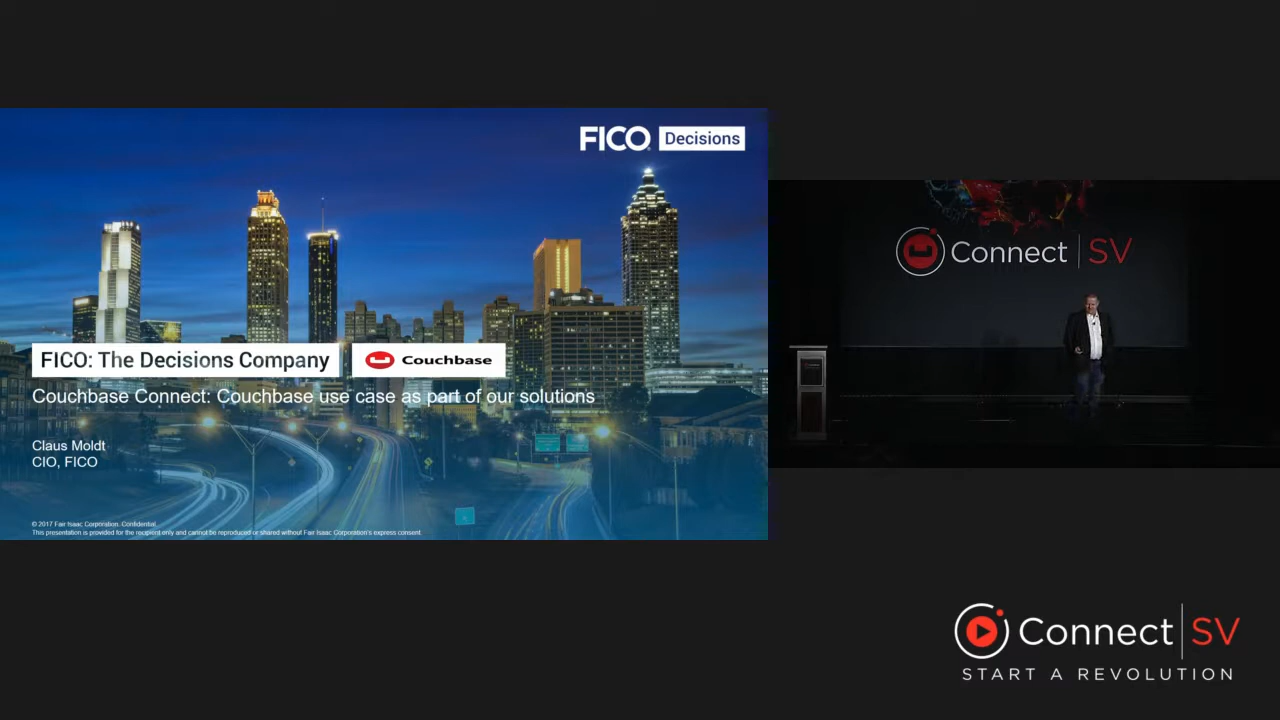 FICO Decisions
FICO: The Decisions Company
Couchbase
Couchbase Connect: Couchbase use case as part of our solutions
Claus Moldt
CIO, FICO
© 2017 Fair Isaac Corporation. Confidential.
This presentation is provided for the recipient only and cannot be reproduced or shared without Fair Isaac Corporation's express consent.
Connect | SV
Connect | SV
START A REVOLUTION